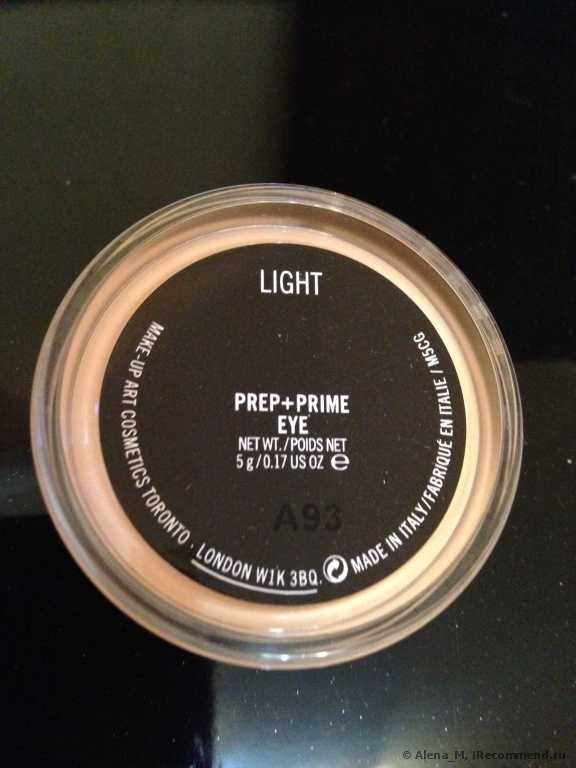 LIGHT
PREP+PRIME
EYE
NET WT./POIDS NET
5 g/0.17 US OZ ℮
A93
MAKE-UP ART COSMETICS TORONTO · LONDON W1K 3BQ.
MADE IN ITALY/FABRIQUÉ EN ITALIE / M5CG
© Alena_M, IRecommend.ru